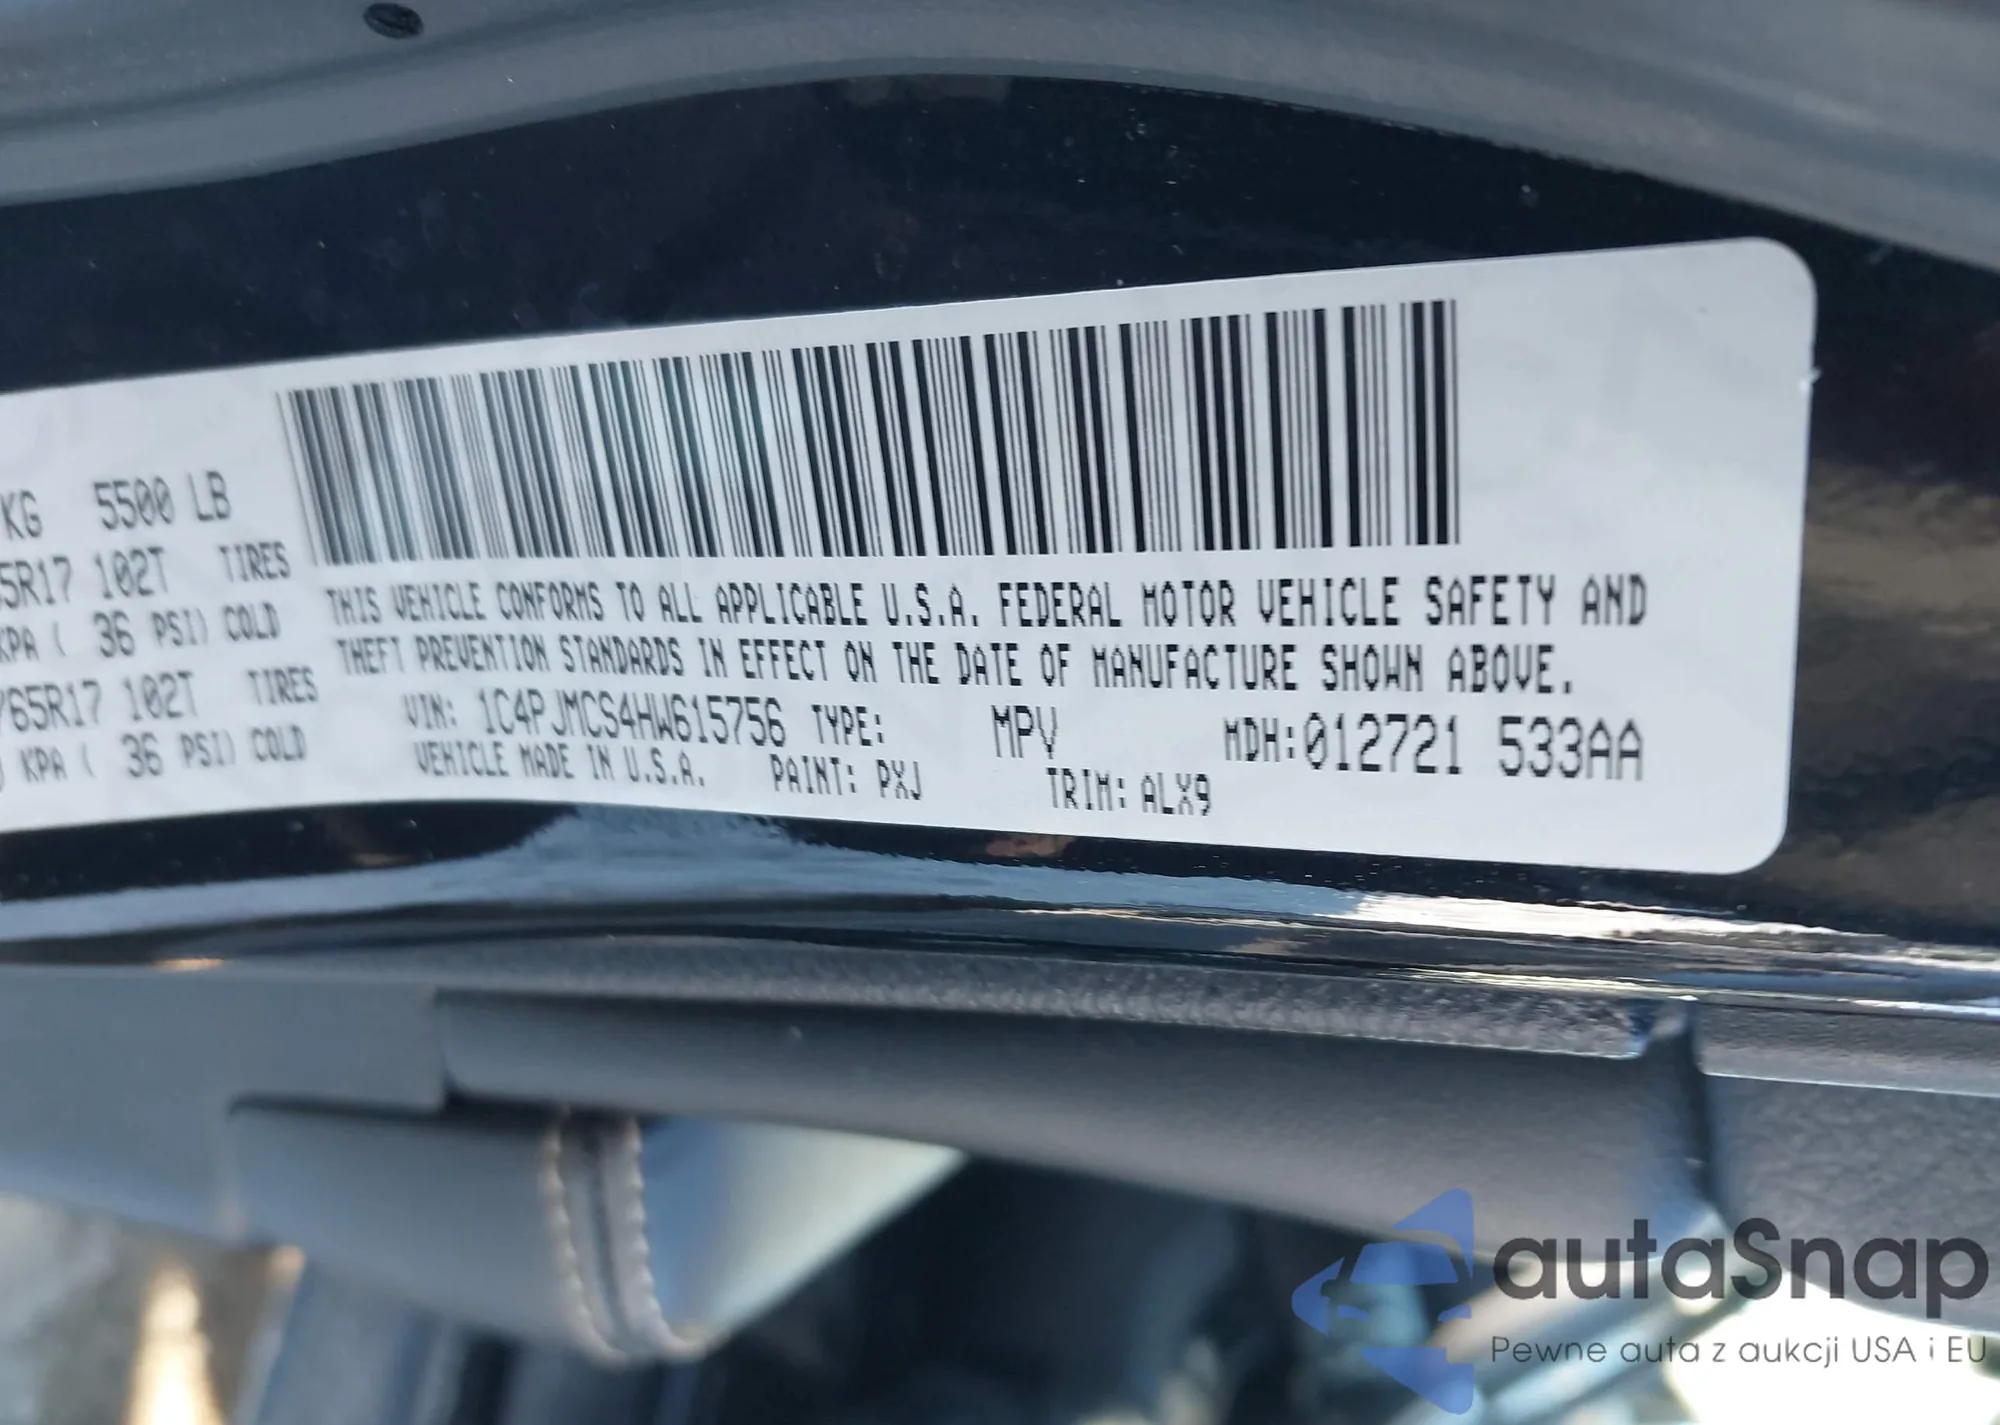 KG 5500 LB
5R17 102T TIRES
KPA ( 36 PSI) COLD
/65R17 102T TIRES
KPA ( 36 PSI) COLD
THIS VEHICLE CONFORMS TO ALL APPLICABLE U.S.A. FEDERAL MOTOR VEHICLE SAFETY AND
THEFT PREVENTION STANDARDS IN EFFECT ON THE DATE OF MANUFACTURE SHOWN ABOVE.
VIN: 1C4PJMCS4HW615756 TYPE: MPV MDH:012721 533AA
VEHICLE MADE IN U.S.A. PAINT: PXJ TRIM: ALX9
autaSnap
Pewne auta z aukcji USA i EU